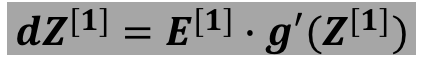 dZ[1] = E[1] · g′(Z[1])